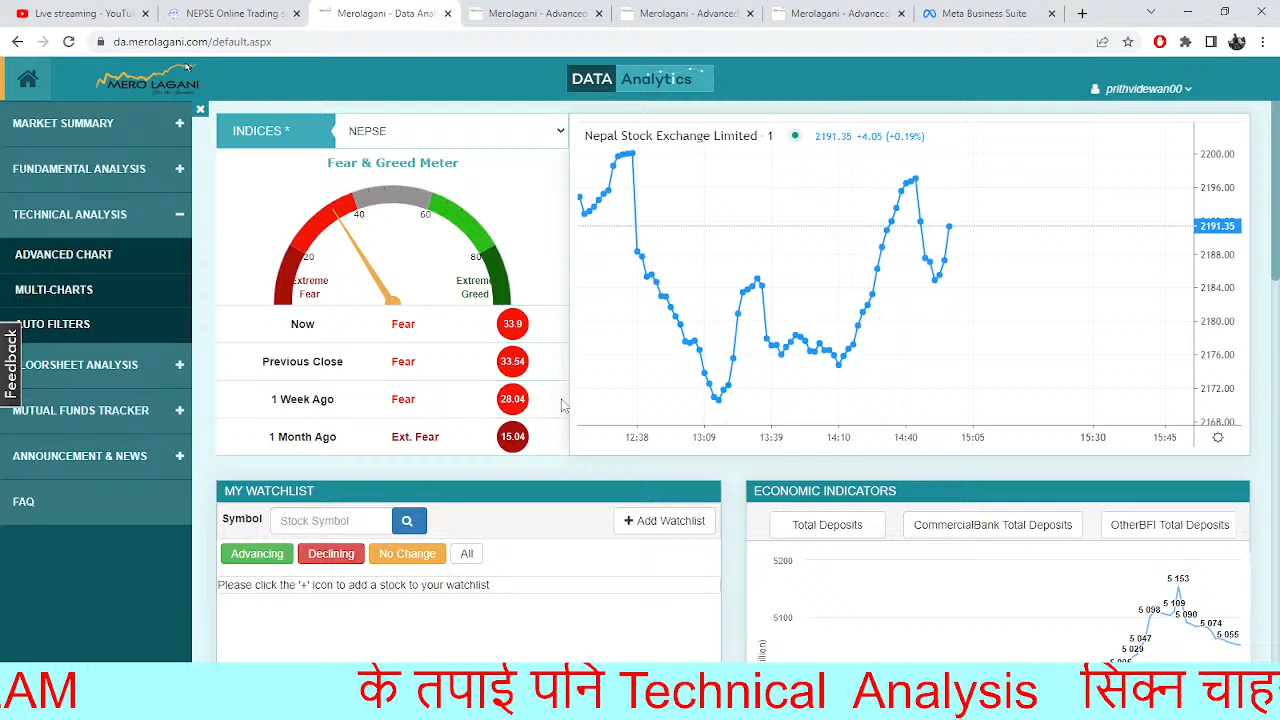 Live streaming - YouTu
NEPSE Online Trading s
Merolagani - Data Ana
Merolagani - Advanced
Merolagani - Advanced
Merolagani - Advanced
Meta Business Suite
da.merolagani.com/default.aspx
MERO LAGANI
DATA Analytics
prithvidewan00
MARKET SUMMARY +
FUNDAMENTAL ANALYSIS +
TECHNICAL ANALYSIS −
ADVANCED CHART
MULTI-CHARTS
AUTO FILTERS
LOORSHEET ANALYSIS +
MUTUAL FUNDS TRACKER +
ANNOUNCEMENT & NEWS +
FAQ
Feedback
INDICES * NEPSE
Fear & Greed Meter
20 40 60 80
Extreme Fear
Extreme Greed
Now Fear 33.9
Previous Close Fear 33.54
1 Week Ago Fear 28.04
1 Month Ago Ext. Fear 15.04
Nepal Stock Exchange Limited · 1 2191.35 +4.05 (+0.19%)
2200.00
2196.00
2191.35
2188.00
2184.00
2180.00
2176.00
2172.00
2168.00
12:38 13:09 13:39 14:10 14:40 15:05 15:30 15:45
MY WATCHLIST
Symbol Stock Symbol + Add Watchlist
Advancing Declining No Change All
Please click the '+' icon to add a stock to your watchlist
ECONOMIC INDICATORS
Total Deposits CommercialBank Total Deposits OtherBFI Total Deposits
5200
5100
5 153
5 109
5 098
5 090
5 074
5 055
5 047
5 029
LAM के तपाई पनि Technical Analysis सिक्न चाह